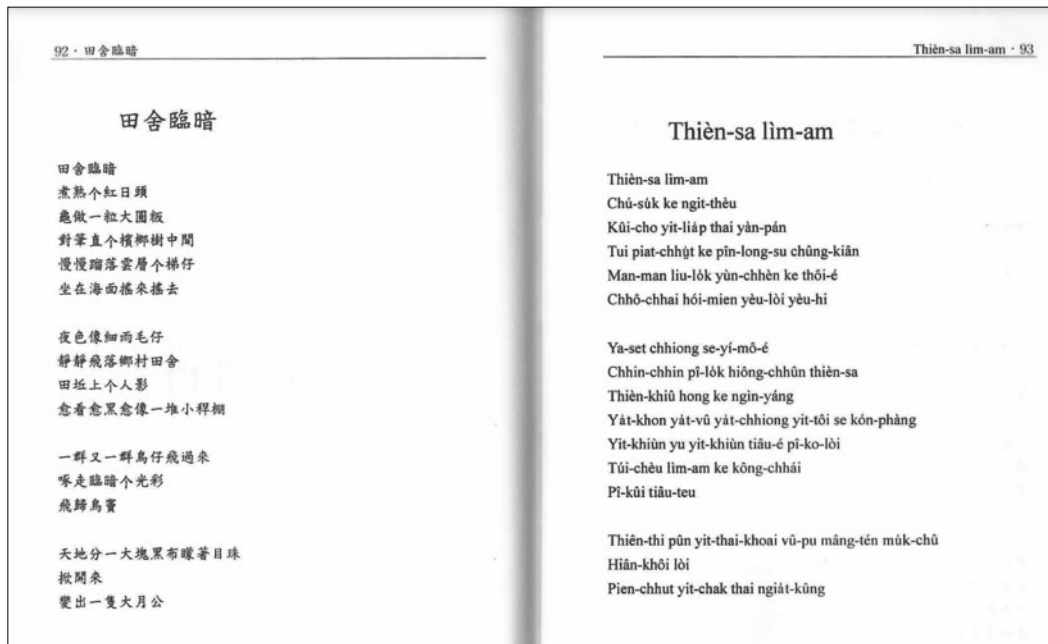 92 · 田舍臨暗
田舍臨暗
田舍臨暗
煮熟个紅日頭
龜做一粒大圓粄
對筆直个檳榔樹中間
慢慢蹓落雲層个梯仔
坐在海面搖來搖去
夜色像細雨毛仔
靜靜飛落鄉村田舍
田坵上个人影
愈看愈黑愈像一堆小稈棚
一群又一群鳥仔飛過來
啄走臨暗个光彩
飛歸鳥竇
天地分一大塊黑布矇著目珠
掀開來
變出一隻大月公
Thièn-sa lìm-am · 93
Thièn-sa lìm-am
Thièn-sa lìm-am
Chú-su̍k ke ngit-thèu
Kûi-cho yit-lia̍p thai yàn-pán
Tui piat-chhu̍t ke pîn-long-su chûng-kiân
Man-man liu-lo̍k yùn-chhèn ke thôi-é
Chhô-chhai hói-mien yèu-lòi yèu-hi
Ya-set chhiong se-yí-mô-é
Chhin-chhin pî-lo̍k hiông-chhûn thièn-sa
Thièn-khiû hong ke ngìn-yáng
Ya̍t-khon ya̍t-vû ya̍t-chhiong yit-tôi se kón-phàng
Yit-khiùn yu yit-khiùn tiâu-é pî-ko-lòi
Túi-chèu lìm-am ke kông-chhái
Pî-kûi tiâu-teu
Thiên-thi pûn yit-thai-khoai vû-pu mâng-tén mu̍k-chû
Hiân-khôi lòi
Pien-chhut yit-chak thai ngia̍t-kûng